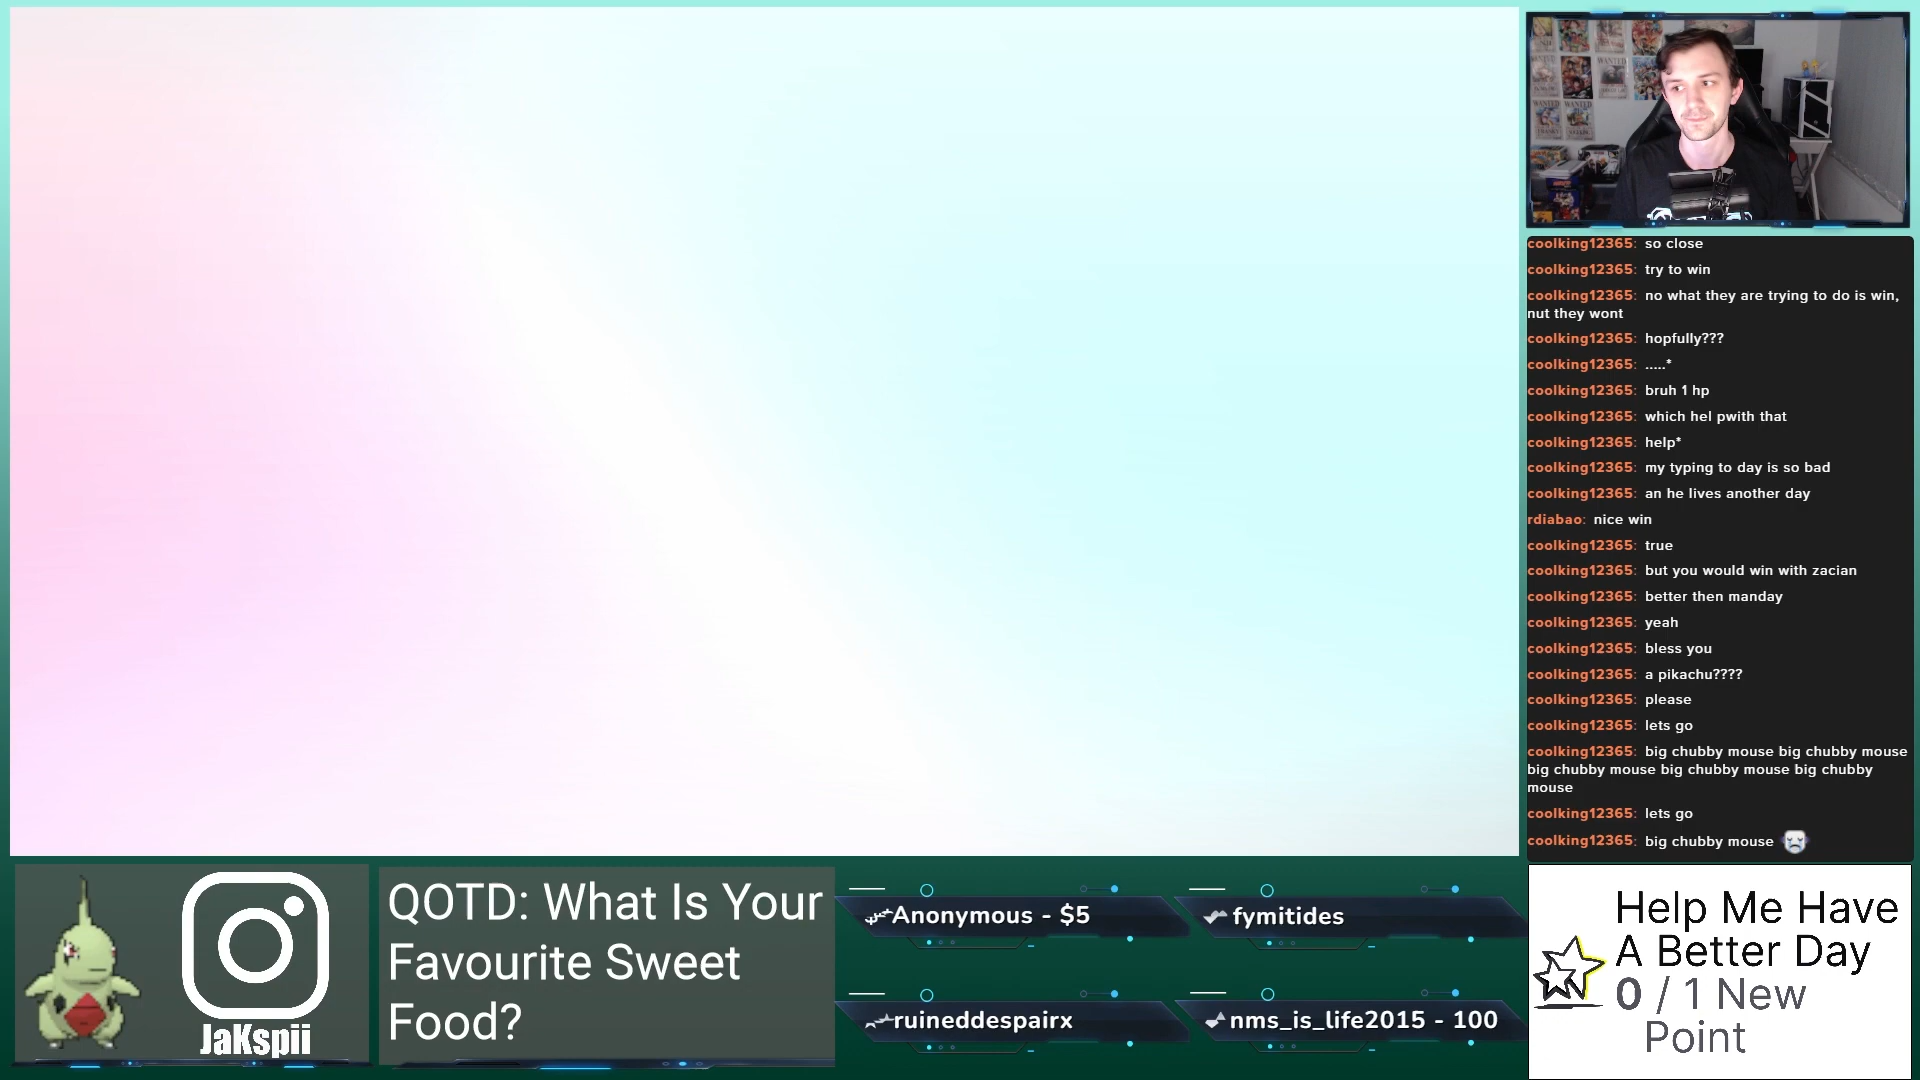 WANTED
WANTED
WANTED
coolking12365: so close
coolking12365: try to win
coolking12365: no what they are trying to do is win,
nut they wont
coolking12365: hopfully???
coolking12365: .....*
coolking12365: bruh 1 hp
coolking12365: which hel pwith that
coolking12365: help*
coolking12365: my typing to day is so bad
coolking12365: an he lives another day
rdiabao: nice win
coolking12365: true
coolking12365: but you would win with zacian
coolking12365: better then manday
coolking12365: yeah
coolking12365: bless you
coolking12365: a pikachu????
coolking12365: please
coolking12365: lets go
coolking12365: big chubby mouse big chubby mouse
big chubby mouse big chubby mouse big chubby
mouse
coolking12365: lets go
coolking12365: big chubby mouse
JaKspii
QOTD: What Is Your
Favourite Sweet
Food?
Anonymous - $5
fymitides
ruineddespairx
nms_is_life2015 - 100
Help Me Have
A Better Day
0 / 1 New
Point